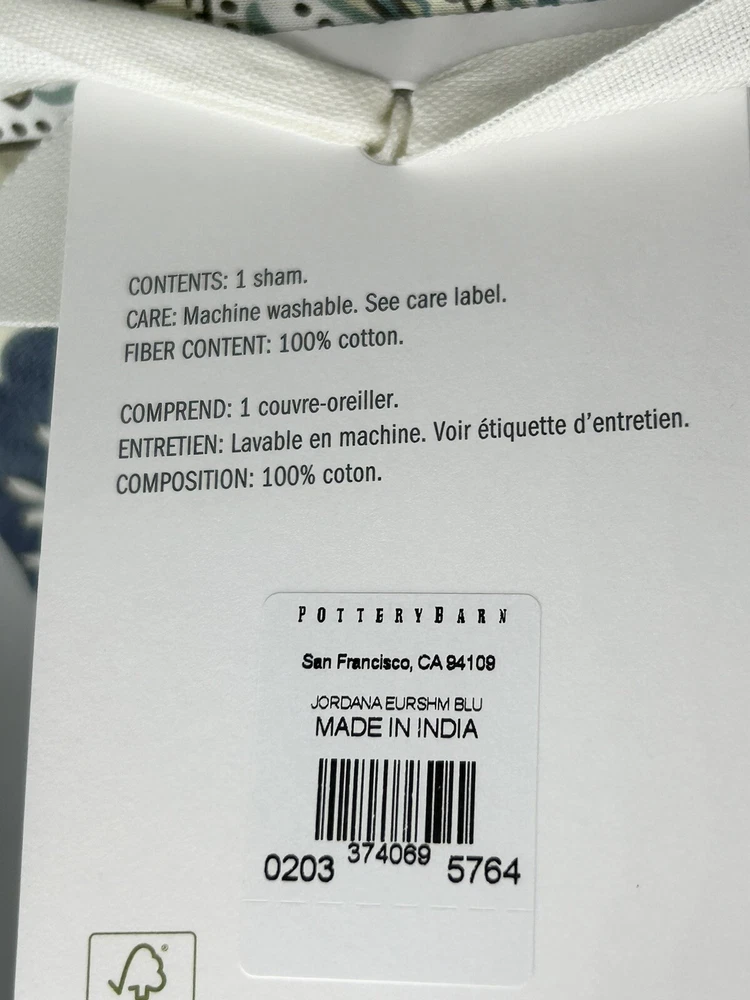 CONTENTS: 1 sham.
CARE: Machine washable. See care label.
FIBER CONTENT: 100% cotton.
COMPREND: 1 couvre-oreiller.
ENTRETIEN: Lavable en machine. Voir étiquette d'entretien.
COMPOSITION: 100% coton.
POTTERYBARN
San Francisco, CA 94109
JORDANA EURSHM BLU
MADE IN INDIA
0203 374069 5764
®